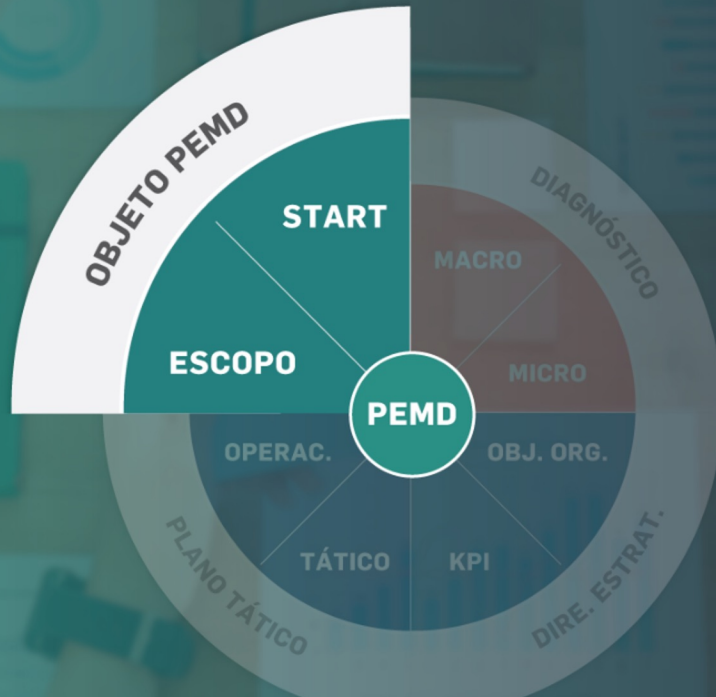 OBJETO PEMD
START
ESCOPO
DIAGNÓSTICO
MACRO
MICRO
PEMD
OPERAC.
OBJ. ORG.
TÁTICO
KPI
PLANO TÁTICO
DIRE. ESTRAT.